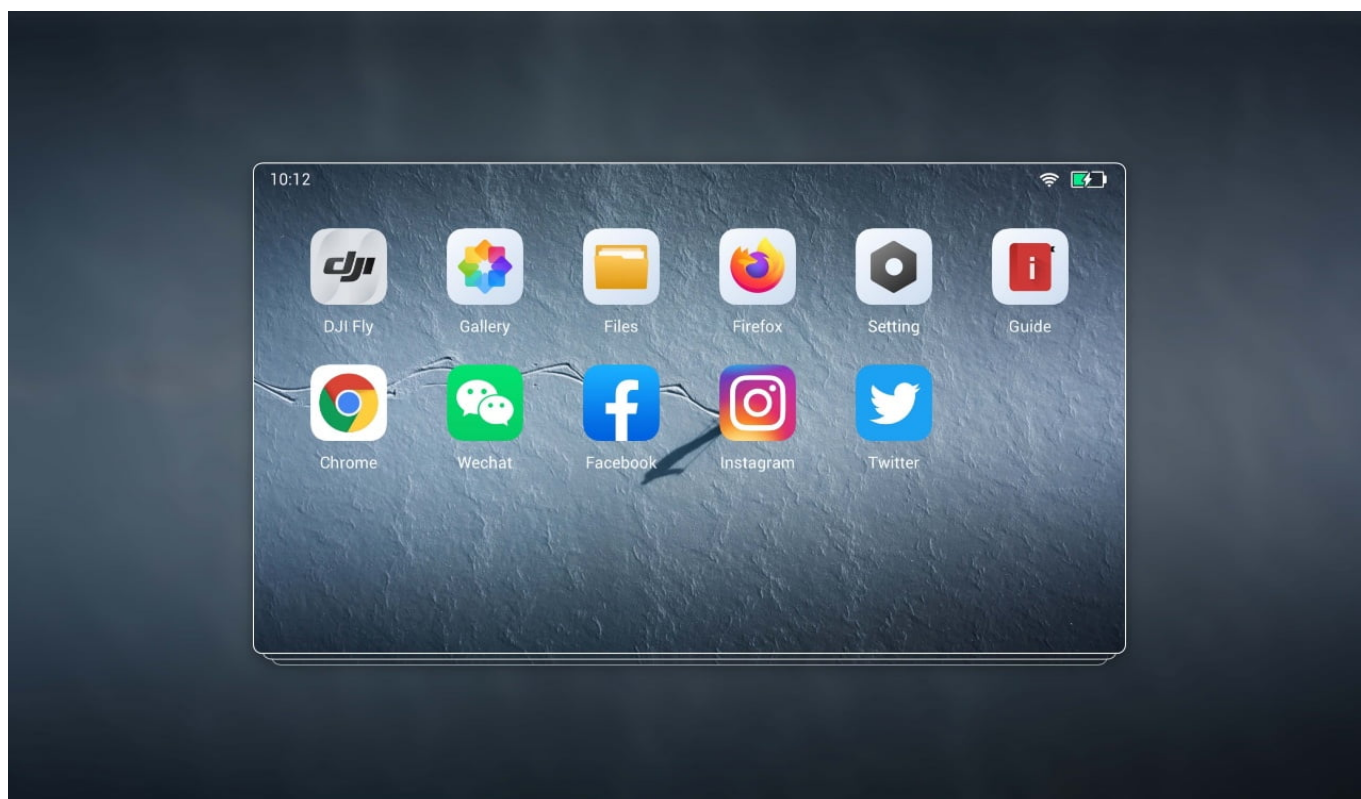 10:12
dji
DJI Fly Gallery Files Firefox Setting Guide
Chrome Wechat Facebook Instagram Twitter